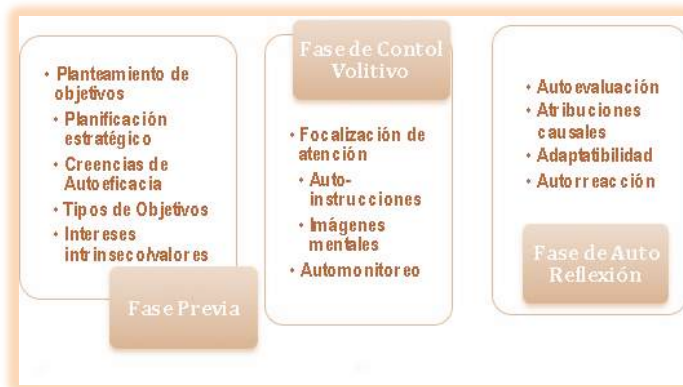 • Planteamiento de
objetivos
• Planificación
estratégico
• Creencias de
Autoeficacia
• Tipos de Objetivos
• Intereses
intrinseco/valores
Fase Previa
Fase de Contol
Volitivo
• Focalización de
atención
• Auto-
instrucciones
• Imágenes
mentales
• Automonitoreo
• Autoevaluación
• Atribuciones
causales
• Adaptatibilidad
• Autorreacción
Fase de Auto
Reflexión